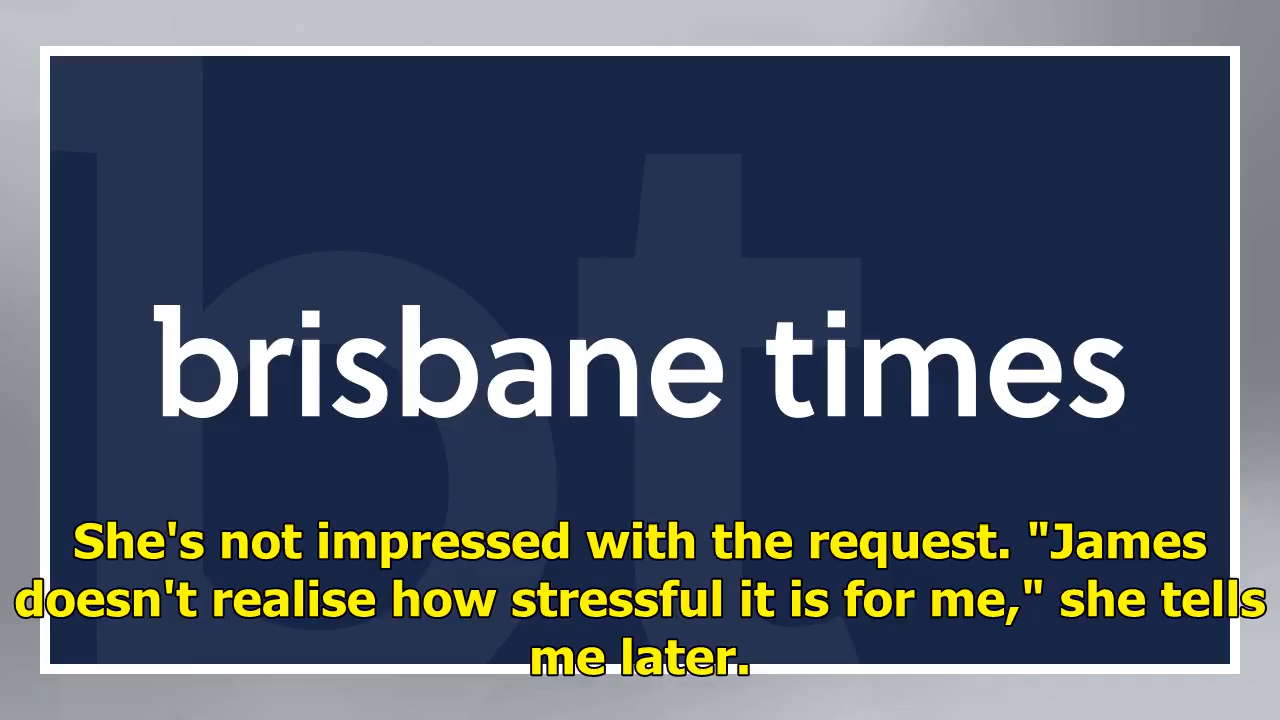 brisbane times
She's not impressed with the request. "James
doesn't realise how stressful it is for me," she tells
me later.